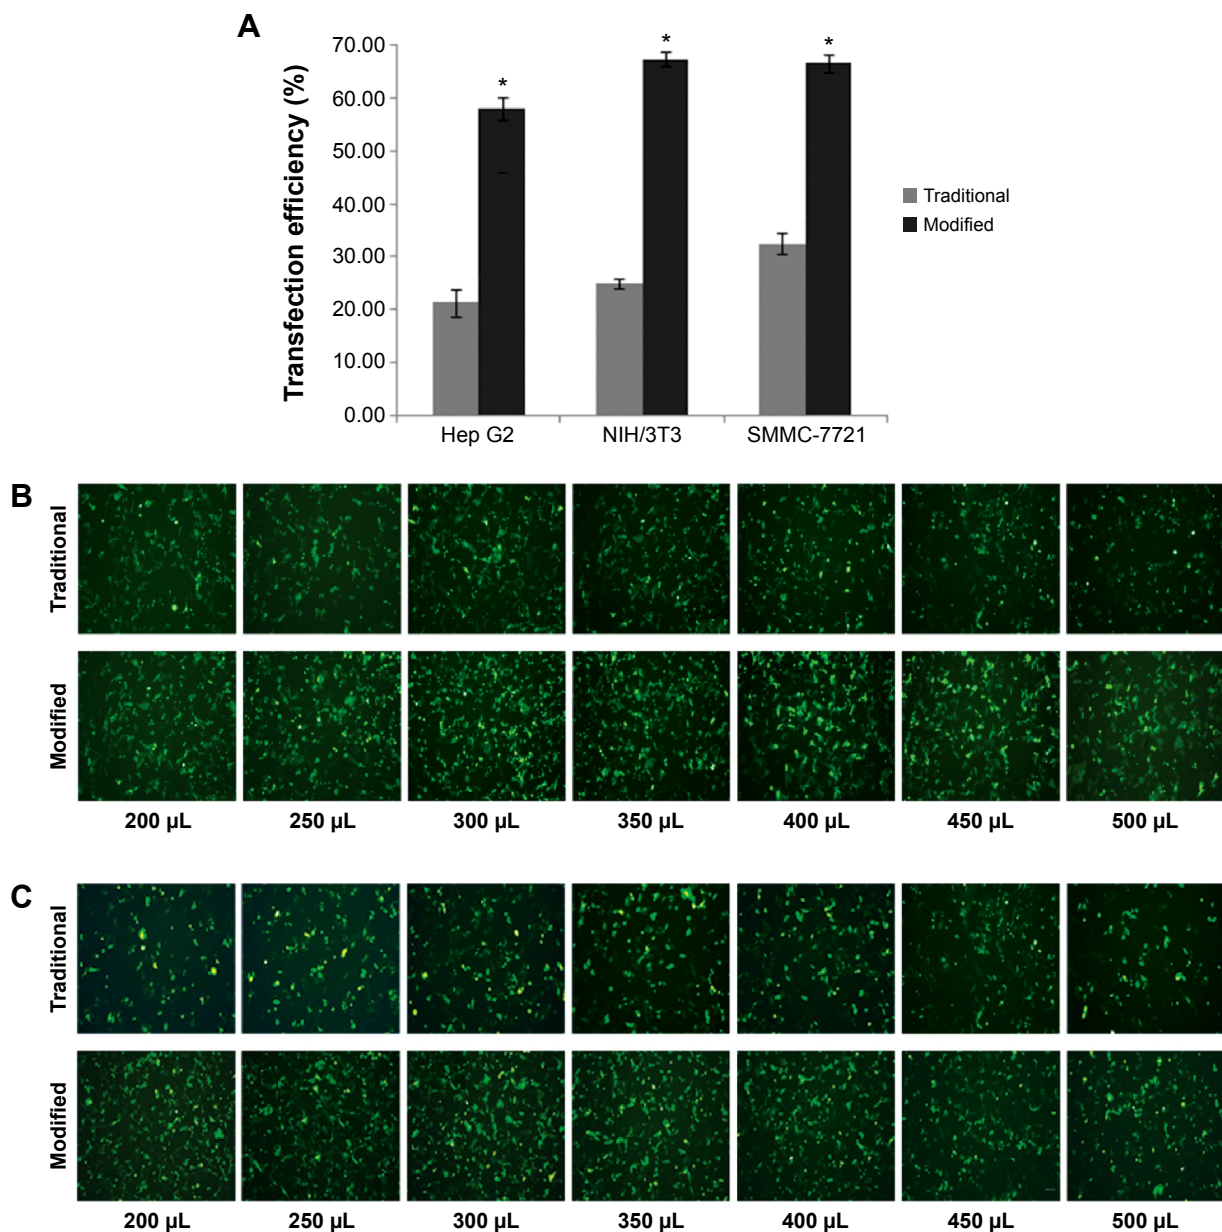 A
Transfection efficiency (%)
70.00
60.00
50.00
40.00
30.00
20.00
10.00
0.00
*
*
*
Hep G2
NIH/3T3
SMMC-7721
Traditional
Modified
B
Traditional
Modified
200 µL
250 µL
300 µL
350 µL
400 µL
450 µL
500 µL
C
Traditional
Modified
200 µL
250 µL
300 µL
350 µL
400 µL
450 µL
500 µL